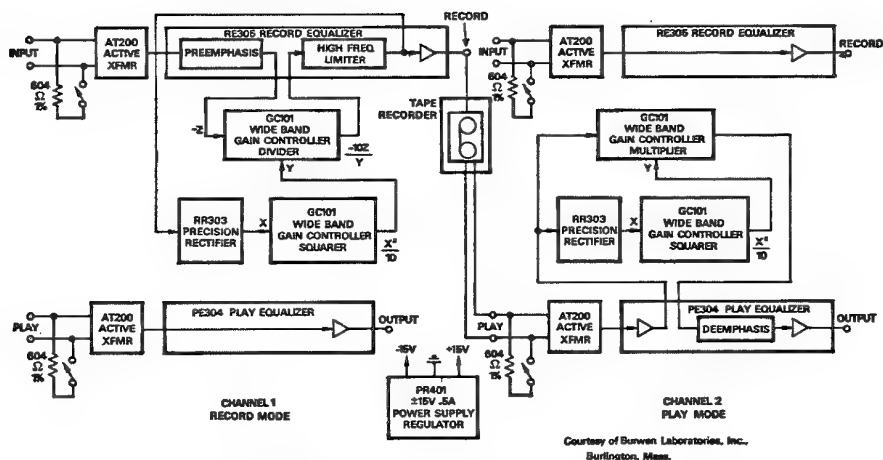 RECORD
RE305 RECORD EQUALIZER
INPUT
AT200
ACTIVE
XFMR
PREEMPHASIS
HIGH FREQ.
LIMITER
604
Ω
1%
-Z
GC101
WIDE BAND
GAIN CONTROLLER
DIVIDER
-10Z
Y
Y
RR303
PRECISION
RECTIFIER
X
GC101
WIDE BAND
GAIN CONTROLLER
SQUARER
X²
10
TAPE
RECORDER
INPUT
AT200
ACTIVE
XFMR
RE305 RECORD EQUALIZER
RECORD
604
Ω
1%
GC101
WIDE BAND
GAIN CONTROLLER
MULTIPLIER
Y
RR303
PRECISION
RECTIFIER
X
GC101
WIDE BAND
GAIN CONTROLLER
SQUARER
X²
10
PLAY
AT200
ACTIVE
XFMR
PE304 PLAY EQUALIZER
OUTPUT
604
Ω
1%
CHANNEL 1
RECORD MODE
-15V
+15V
PR401
±15V .5A
POWER SUPPLY
REGULATOR
PLAY
AT200
ACTIVE
XFMR
PE304 PLAY EQUALIZER
DEEMPHASIS
OUTPUT
604
Ω
1%
CHANNEL 2
PLAY MODE
Courtesy of Burwen Laboratories, Inc.,
Burlington, Mass.